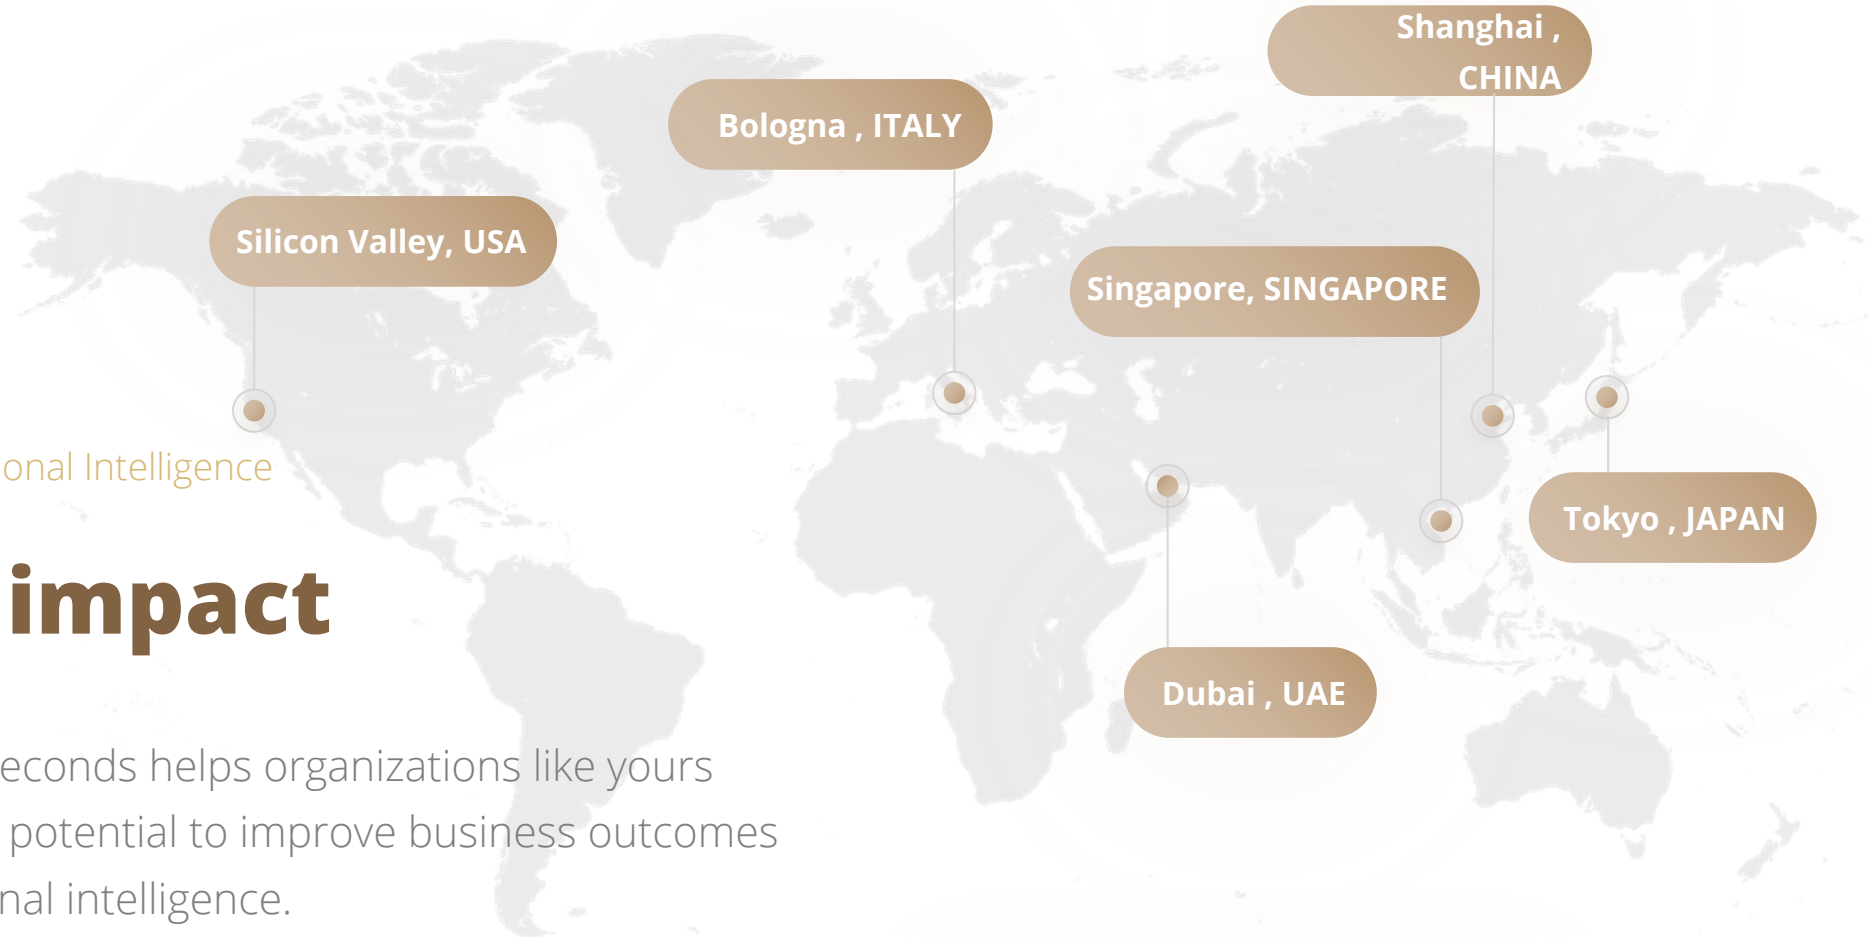 Shanghai ,
CHINA
Bologna , ITALY
Silicon Valley, USA
Singapore, SINGAPORE
onal Intelligence
Tokyo , JAPAN
impact
Dubai , UAE
econds helps organizations like yours
potential to improve business outcomes
nal intelligence.